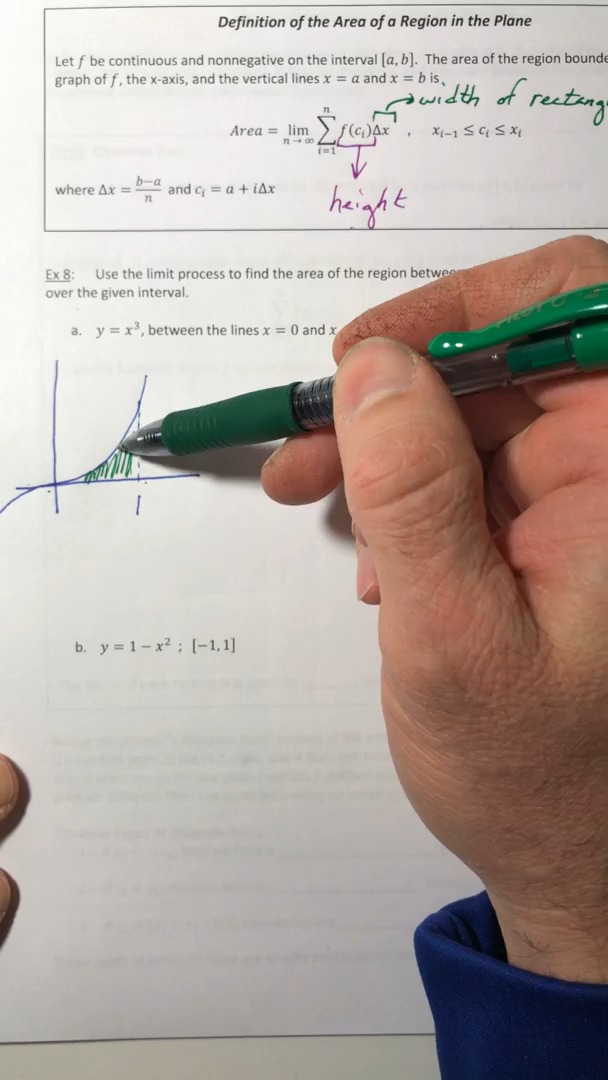 Definition of the Area of a Region in the Plane
Let f be continuous and nonnegative on the interval [a, b]. The area of the region
graph of f, the x-axis, and the vertical lines x = a and x = b is
width of
Area = lim n→∞ ∑ i=1 n f(cᵢ)Δx , xᵢ₋₁ ≤ cᵢ ≤ xᵢ
where Δx = b−a/n and cᵢ = a + iΔx
height
Ex 8: Use the limit process to find the area of the region
over the given interval.
a. y = x³, between the lines x = 0 and x
1
b. y = 1 − x² ; [−1,1]